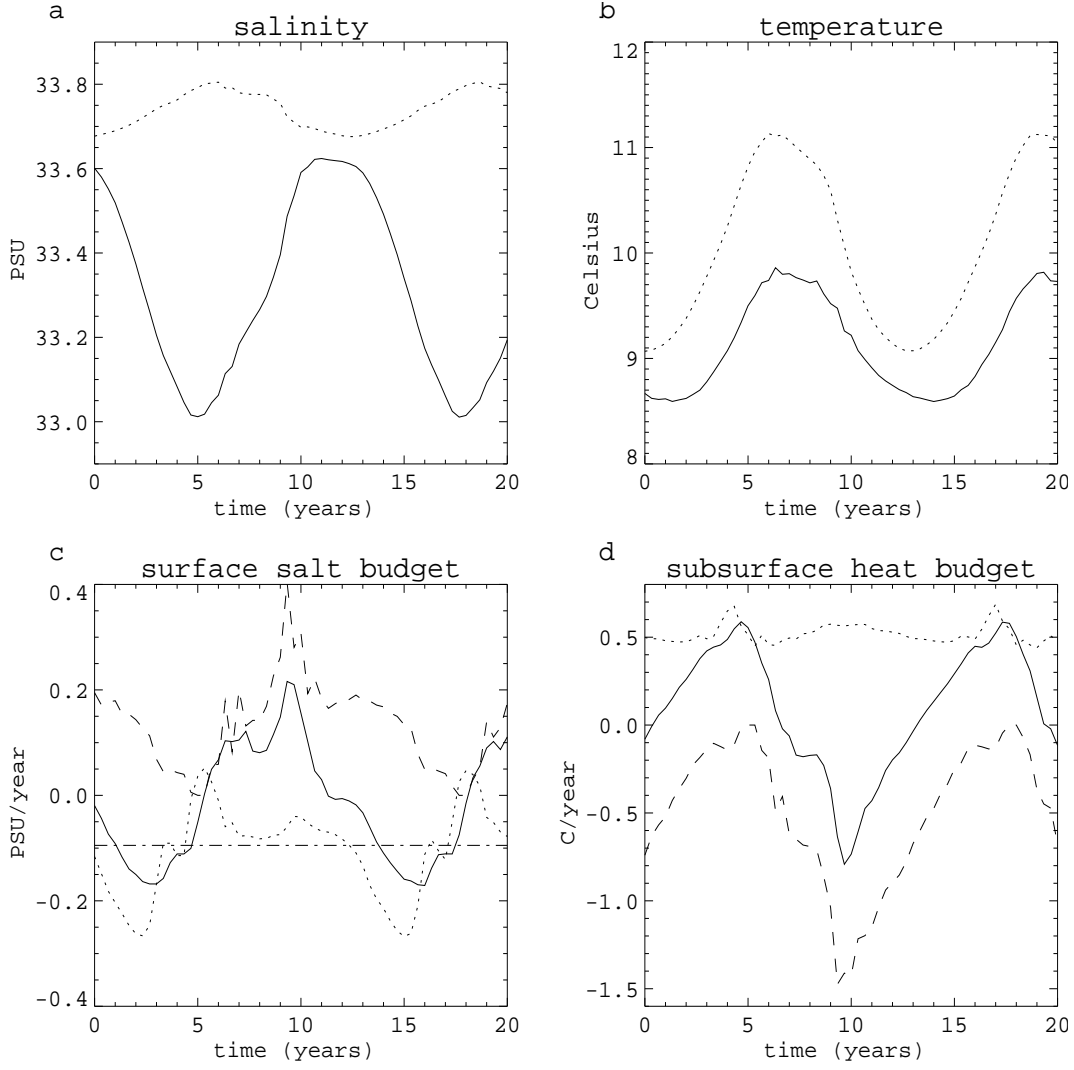 a
salinity
33.8
33.6
33.4
33.2
33.0
PSU
0 5 10 15 20
time (years)
b
temperature
12
11
10
9
8
Celsius
0 5 10 15 20
time (years)
c
surface salt budget
0.4
0.2
0.0
-0.2
-0.4
PSU/year
0 5 10 15 20
time (years)
d
subsurface heat budget
0.5
0.0
-0.5
-1.0
-1.5
C/year
0 5 10 15 20
time (years)